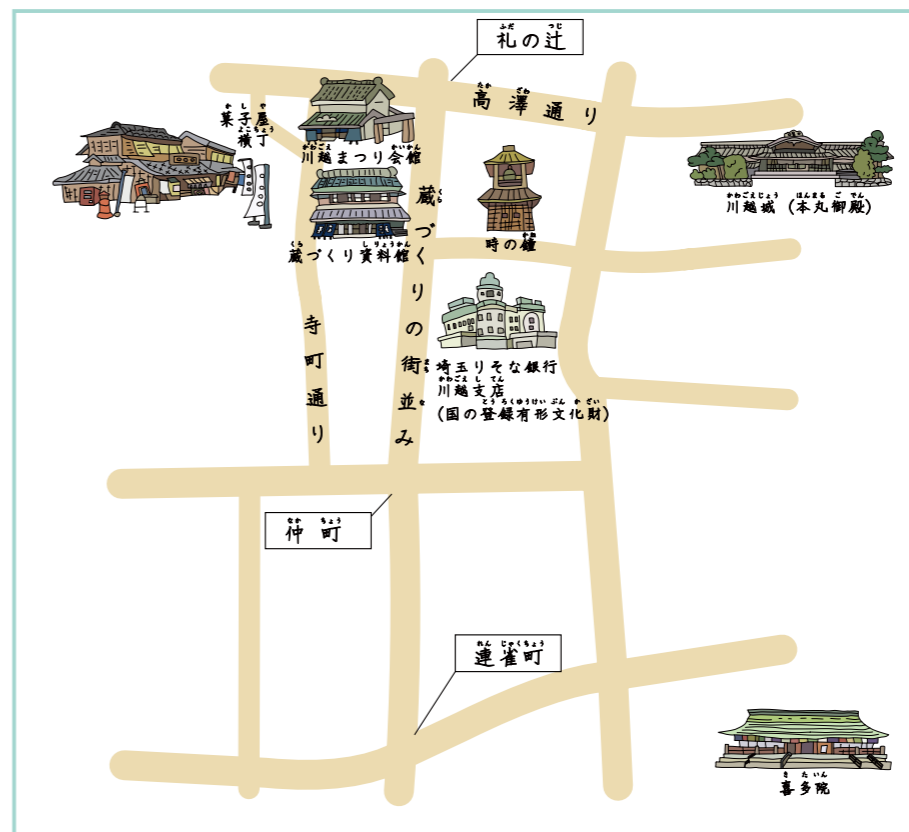 札の辻
高澤通り
菓子屋
横丁
川越まつり会館
蔵づくり資料館
蔵づくりの街並み
時の鐘
川越城(本丸御殿)
埼玉りそな銀行
川越支店
(国の登録有形文化財)
寺町通り
仲町
連雀町
喜多院